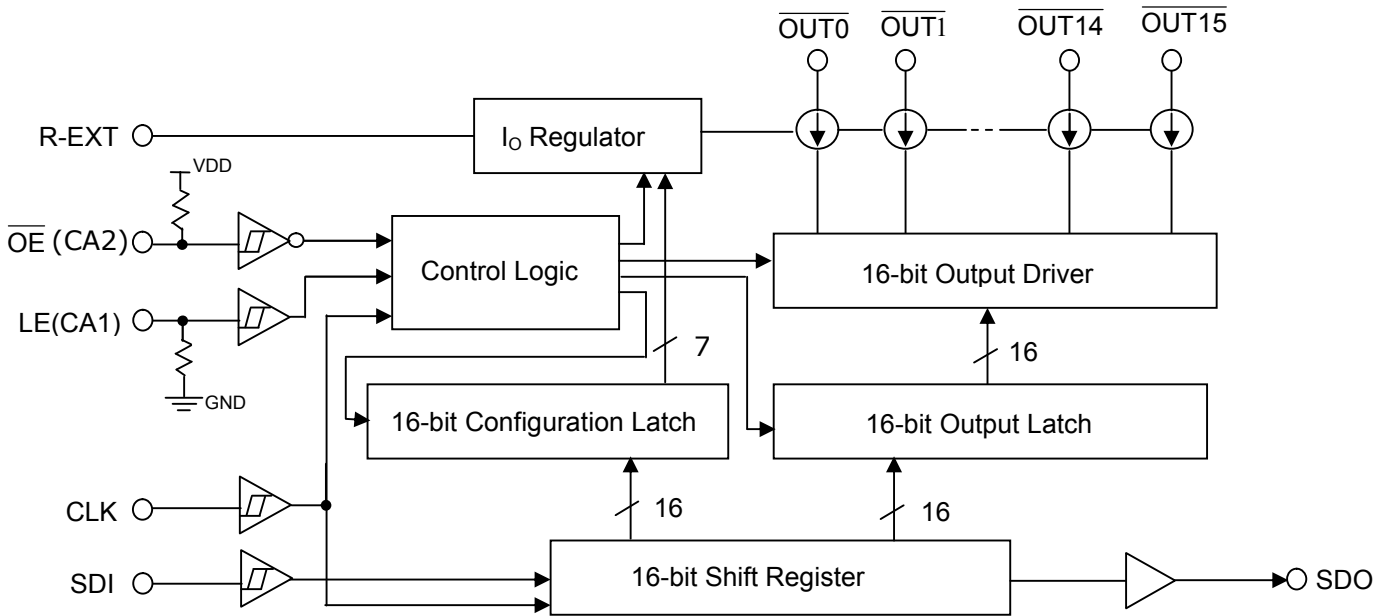 OUT0 OUT1 OUT14 OUT15
R-EXT
I_O Regulator
VDD
OE (CA2)
Control Logic
16-bit Output Driver
LE(CA1)
7
16
GND
16-bit Configuration Latch
16-bit Output Latch
CLK
16
16
SDI
16-bit Shift Register
SDO